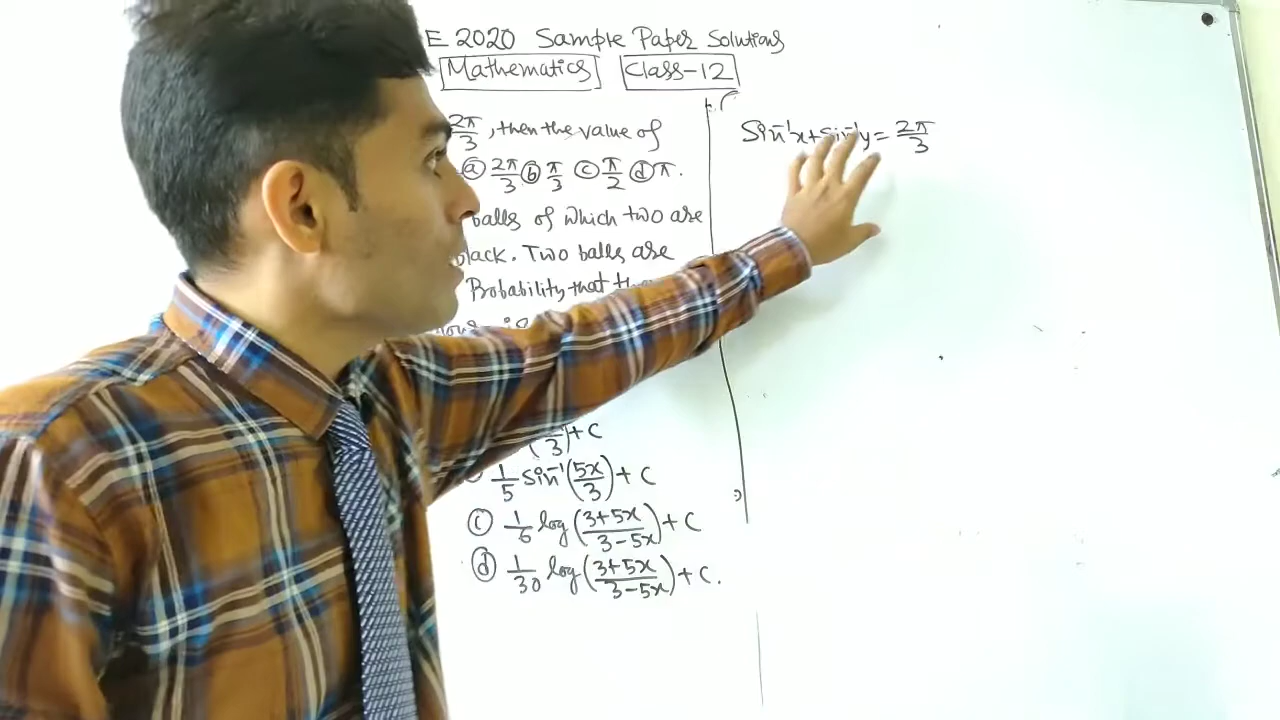 E 2020 Sample Paper Solutions
Mathematics Class-12
2π/3, then the value of
ⓐ 2π/3 ⓑ π/3 ⓒ π/2 ⓓ π.
balls of which two are
black. Two balls are
Probability that
3) + C
1/5 Sin⁻¹(5x/3) + C
ⓒ 1/6 log(3+5x/3-5x) + C
ⓓ 1/30 log(3+5x/3-5x) + C.
Sin⁻¹x + Sin⁻¹y = 2π/3